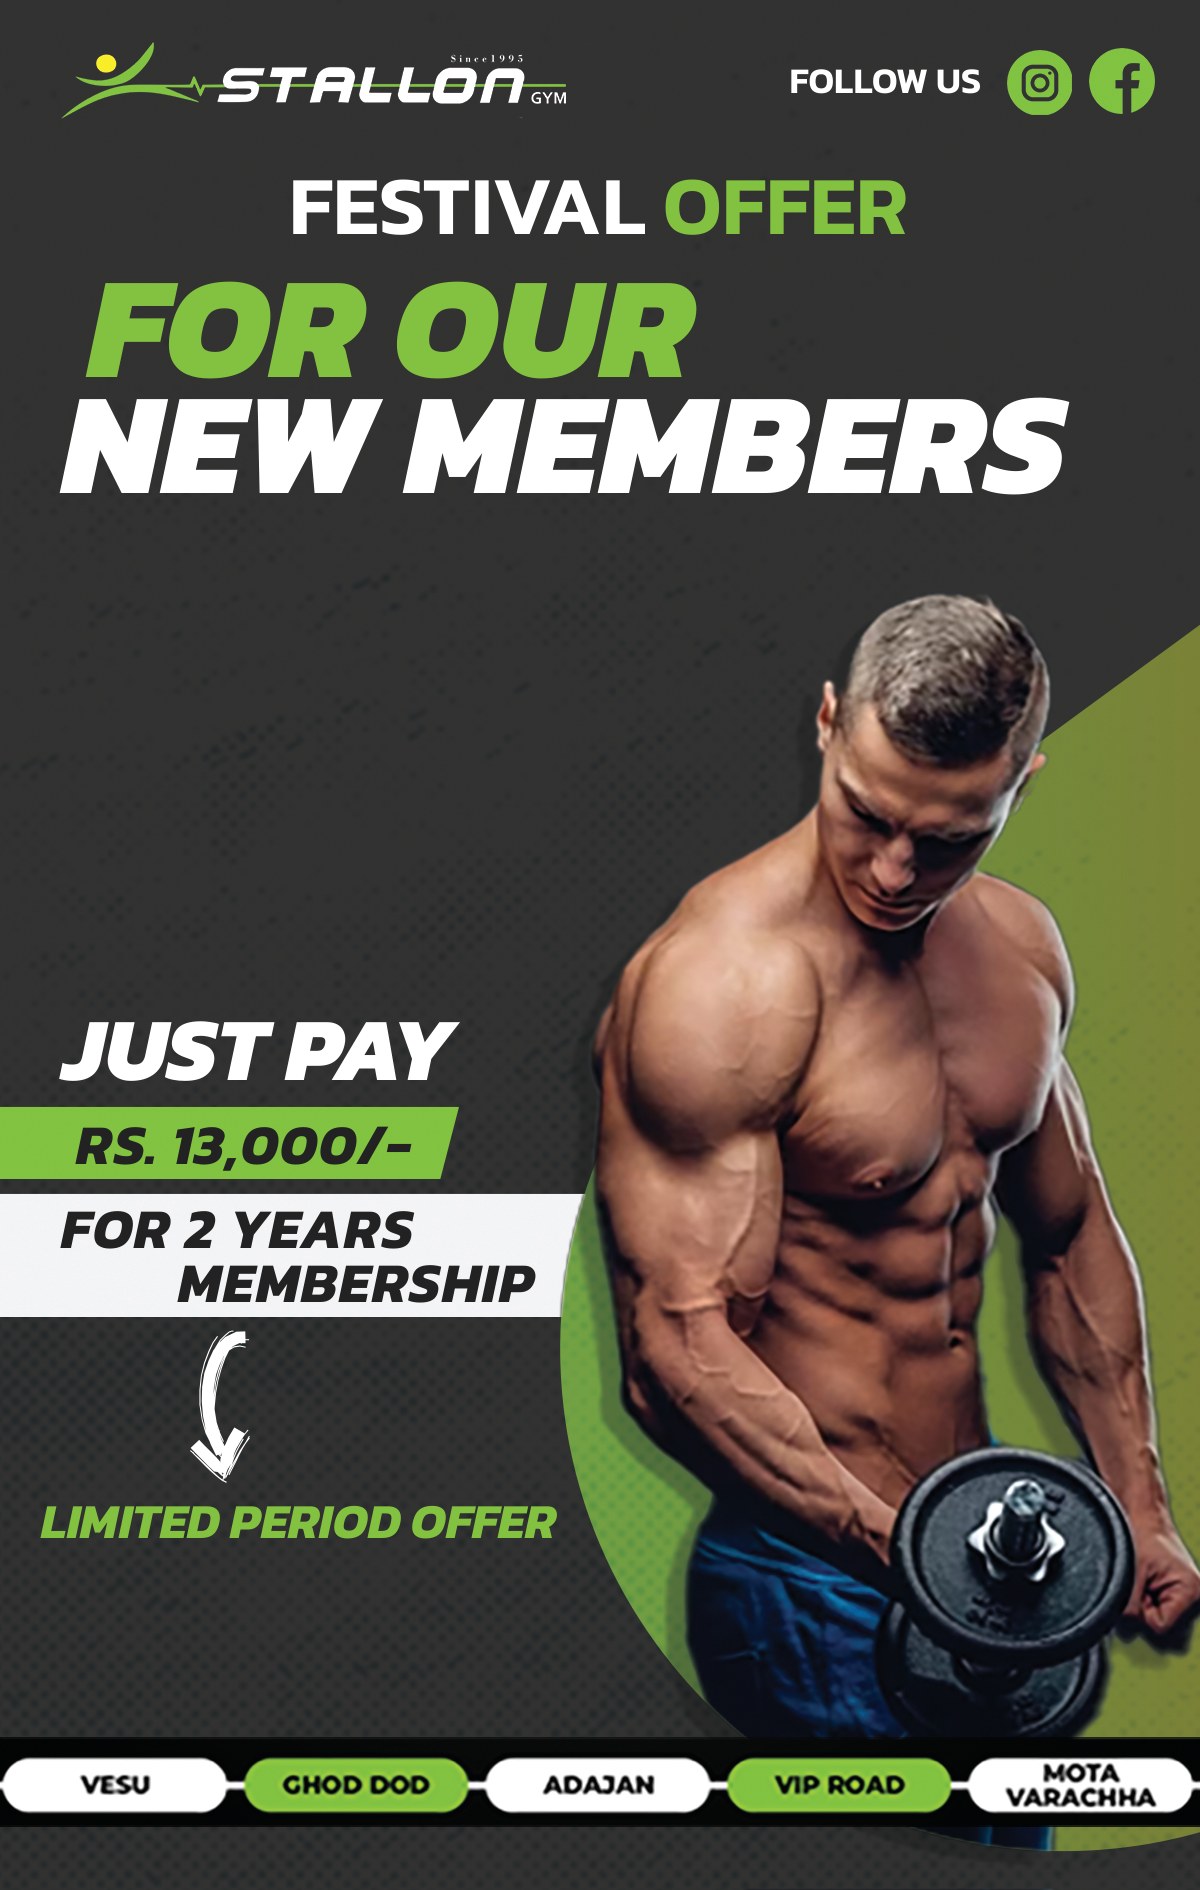 Since1995
STALLON
GYM
FOLLOW US
FESTIVAL OFFER
FOR OUR
NEW MEMBERS
JUST PAY
RS. 13,000/-
FOR 2 YEARS
MEMBERSHIP
LIMITED PERIOD OFFER
VESU
GHOD DOD
ADAJAN
VIP ROAD
MOTA
VARACHHA